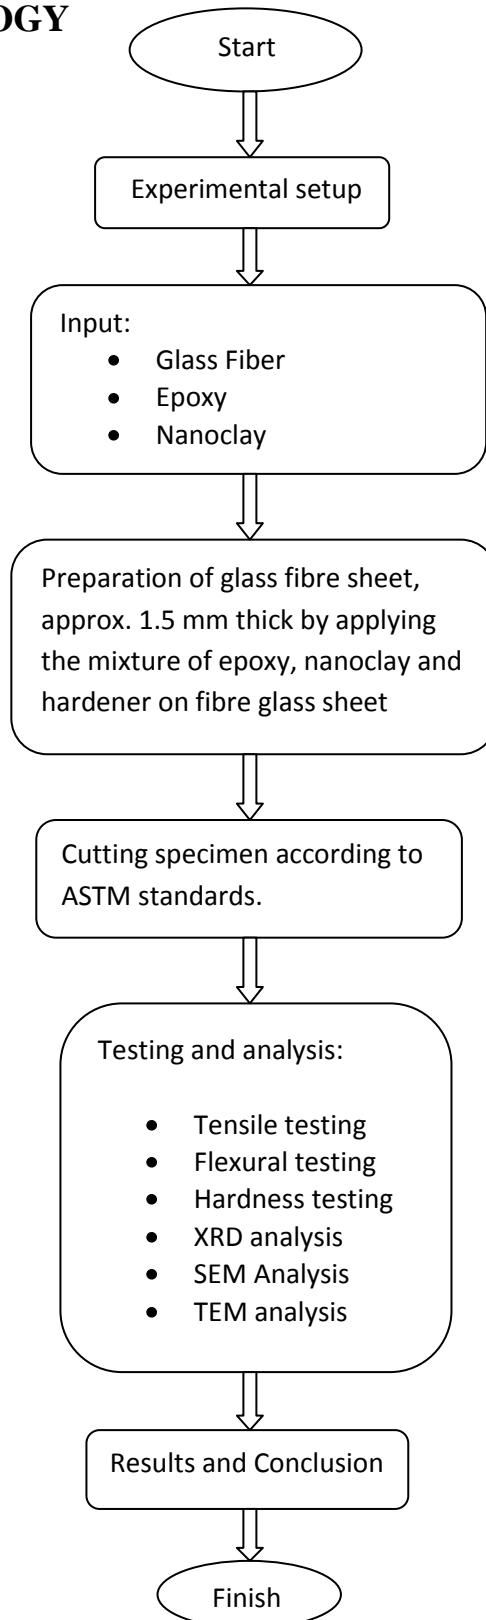 OGY
Start
Experimental setup
Input:
• Glass Fiber
• Epoxy
• Nanoclay
Preparation of glass fibre sheet,
approx. 1.5 mm thick by applying
the mixture of epoxy, nanoclay and
hardener on fibre glass sheet
Cutting specimen according to
ASTM standards.
Testing and analysis:
• Tensile testing
• Flexural testing
• Hardness testing
• XRD analysis
• SEM Analysis
• TEM analysis
Results and Conclusion
Finish